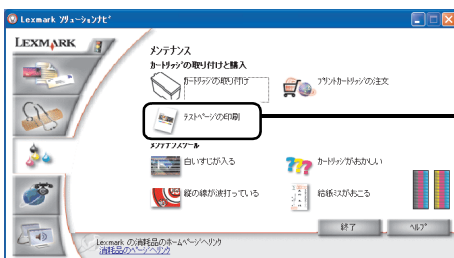 Lexmark ソリューションナビ
LEXMARK
メンテナンス
カートリッジの取り付けと購入
カートリッジの取り付け
プリントカートリッジの注文
テストページの印刷
メンテナンスツール
白いすじが入る
カートリッジがおかしい
縦の線が波打っている
給紙ミスがおこる
終了
ヘルプ
Lexmark の消耗品のホームページへリンク
消耗品のページへリンク